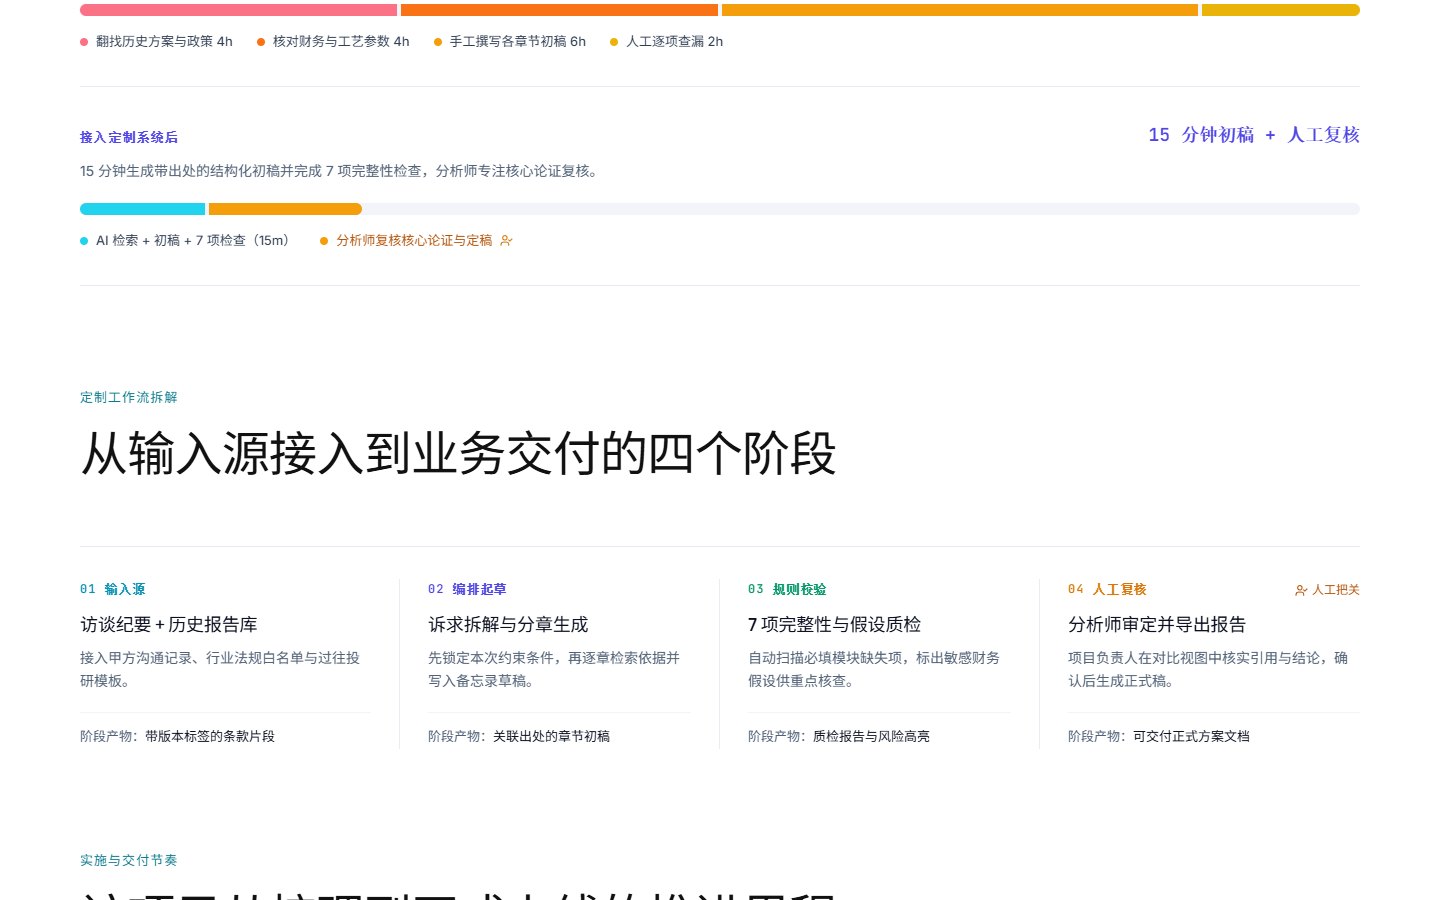 翻找历史方案与政策 4h 核对财务与工艺参数 4h 手工撰写各章节初稿 6h 人工逐项查漏 2h
接入定制系统后
15 分钟初稿 + 人工复核
15 分钟生成带出处的结构化初稿并完成 7 项完整性检查，分析师专注核心论证复核。
AI 检索 + 初稿 + 7 项检查（15m） 分析师复核核心论证与定稿
定制工作流拆解
从输入源接入到业务交付的四个阶段
01 输入源
访谈纪要 + 历史报告库
接入甲方沟通记录、行业法规白名单与过往投
研模板。
阶段产物：带版本标签的条款片段
02 编排起草
诉求拆解与分章生成
先锁定本次约束条件，再逐章检索依据并
写入备忘录草稿。
阶段产物：关联出处的章节初稿
03 规则校验
7 项完整性与假设质检
自动扫描必填模块缺失项，标出敏感财务
假设供重点核查。
阶段产物：质检报告与风险高亮
04 人工复核 人工把关
分析师审定并导出报告
项目负责人在对比视图中核实引用与结论，确
认后生成正式稿。
阶段产物：可交付正式方案文档
实施与交付节奏